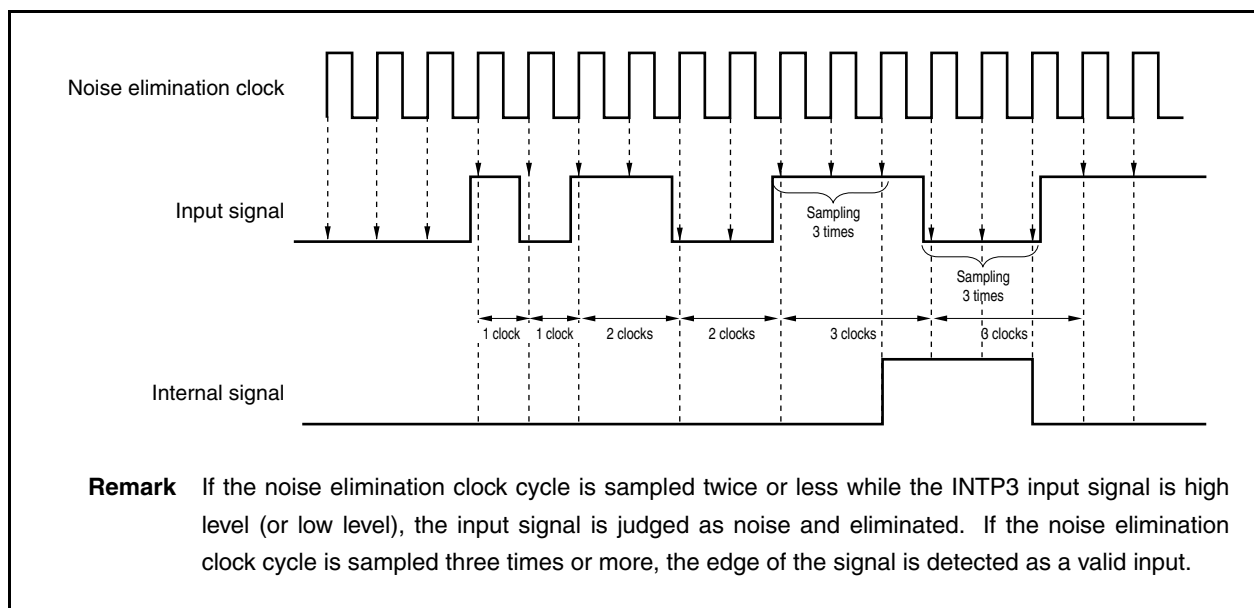 Noise elimination clock
Input signal
Sampling
3 times
Sampling
3 times
1 clock
1 clock
2 clocks
2 clocks
3 clocks
3 clocks
Internal signal
Remark If the noise elimination clock cycle is sampled twice or less while the INTP3 input signal is high
level (or low level), the input signal is judged as noise and eliminated. If the noise elimination
clock cycle is sampled three times or more, the edge of the signal is detected as a valid input.